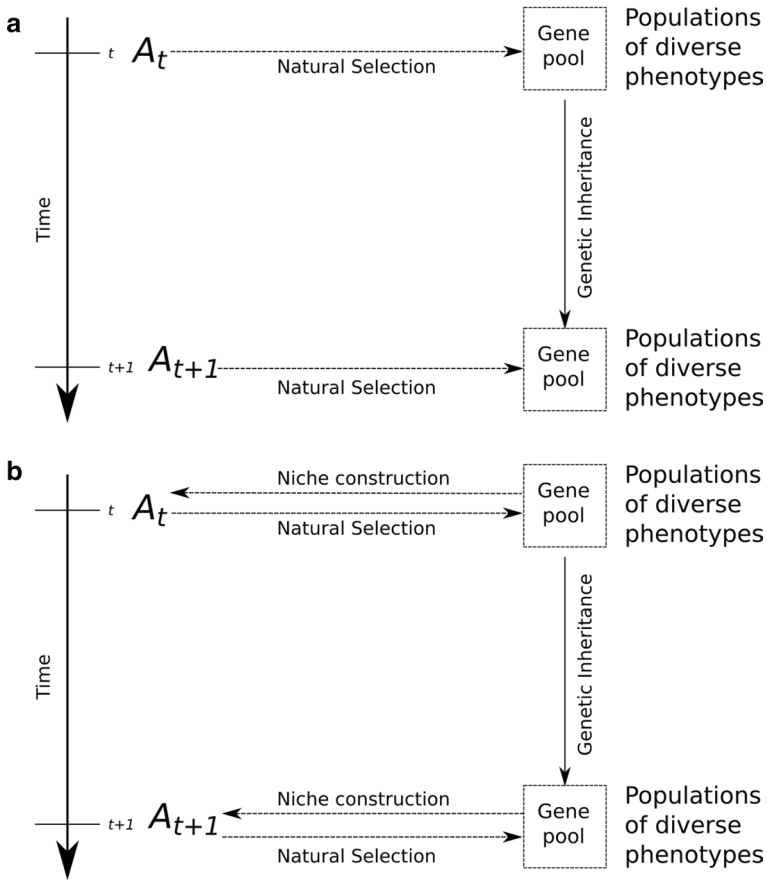 a
t
A_t
Natural Selection
Gene
pool
Populations
of diverse
phenotypes
Time
Genetic Inheritance
t+1
A_{t+1}
Natural Selection
Gene
pool
Populations
of diverse
phenotypes
b
Niche construction
t
A_t
Natural Selection
Gene
pool
Populations
of diverse
phenotypes
Time
Genetic Inheritance
Niche construction
t+1
A_{t+1}
Natural Selection
Gene
pool
Populations
of diverse
phenotypes